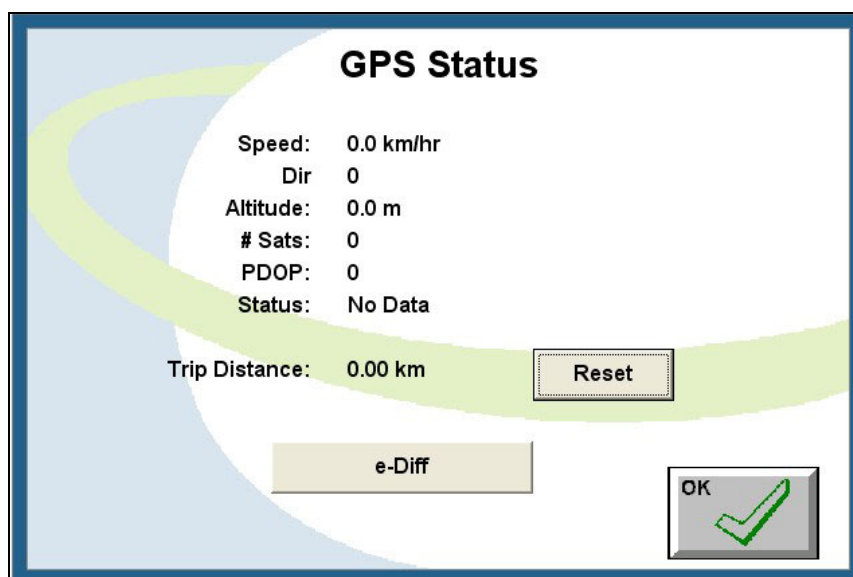 GPS Status
Speed: 0.0 km/hr
Dir 0
Altitude: 0.0 m
# Sats: 0
PDOP: 0
Status: No Data
Trip Distance: 0.00 km Reset
e-Diff
OK